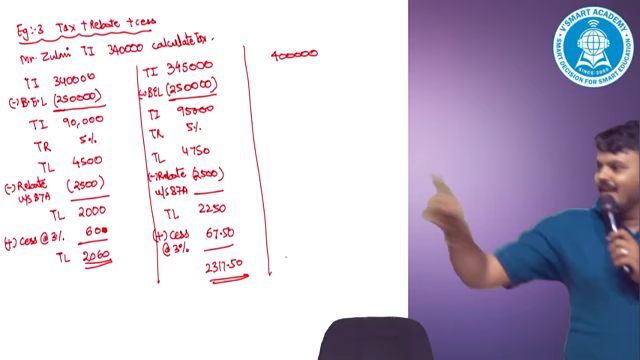 Eg:-3 Tax + Rebate + cess
Mr. Zulmi TI 340000 calculate Tax.
TI 340000
(-) B.E.L (250000)
TI 90,000
TR 5%
TL 4500
(-) Rebate u/s 87A (2500)
TL 2000
(+) Cess @ 3% 60
TL 2060
TI 345000
(-) BEL (250000)
TI 95000
TR 5%
TL 4750
(-) Rebate u/s 87A (2500)
TL 2250
(+) Cess @ 3% 67.50
2317.50
400000
V'SMART ACADEMY
SINCE 2005
SMART DECISION FOR SMART EDUCATION